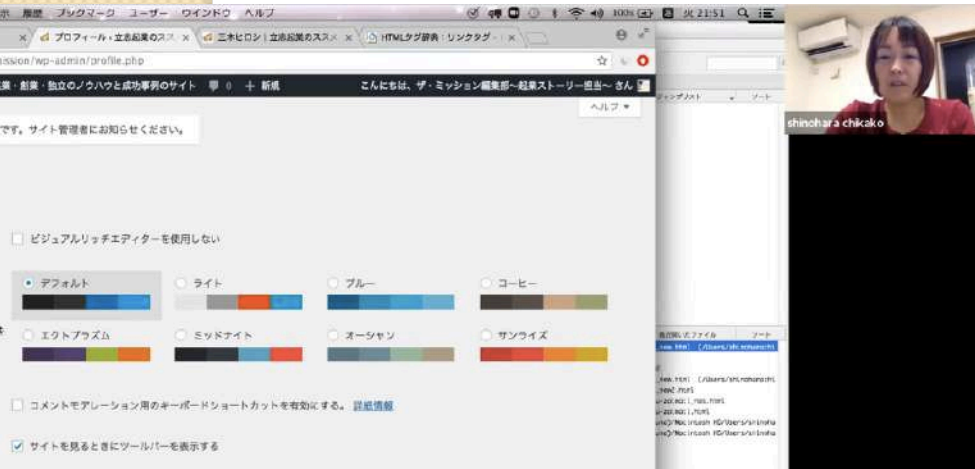 示 履歴 ブックマーク ユーザー ウインドウ ヘルプ
100% 火 21:51
プロフィール‹ 立志起業のスス
三木ヒロシ | 立志起業のススメ
HTMLタグ辞典:リンクタグ -
ission/wp-admin/profile.php
業・創業・独立のノウハウと成功事例のサイト 0 + 新規
こんにちは、ザ・ミッション編集部~起業ストーリー担当~ さん
ヘルプ ▼
です。サイト管理者にお知らせください。
shinohara chikako
ビジュアルリッチエディターを使用しない
デフォルト ライト ブルー コーヒー
エクトプラズム ミッドナイト オーシャン サンライズ
コメントモデレーション用のキーボードショートカットを有効にする。 詳細情報
サイトを見るときにツールバーを表示する